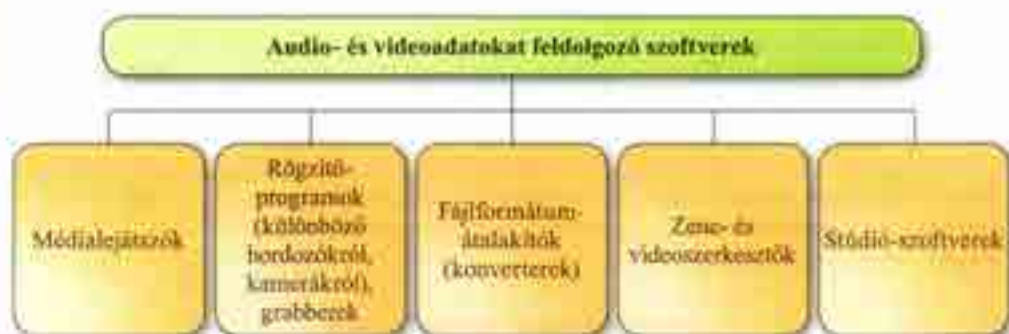 Audio- és videoadatokat feldolgozó szoftverek
Médialejátszók
Rögzítő-
programok
(különböző
hordozókról,
kamerákról),
grabberek
Fájlformátum-
átalakítók
(konverterek)
Zene- és
videoszerkesztők
Stúdió-szoftverek